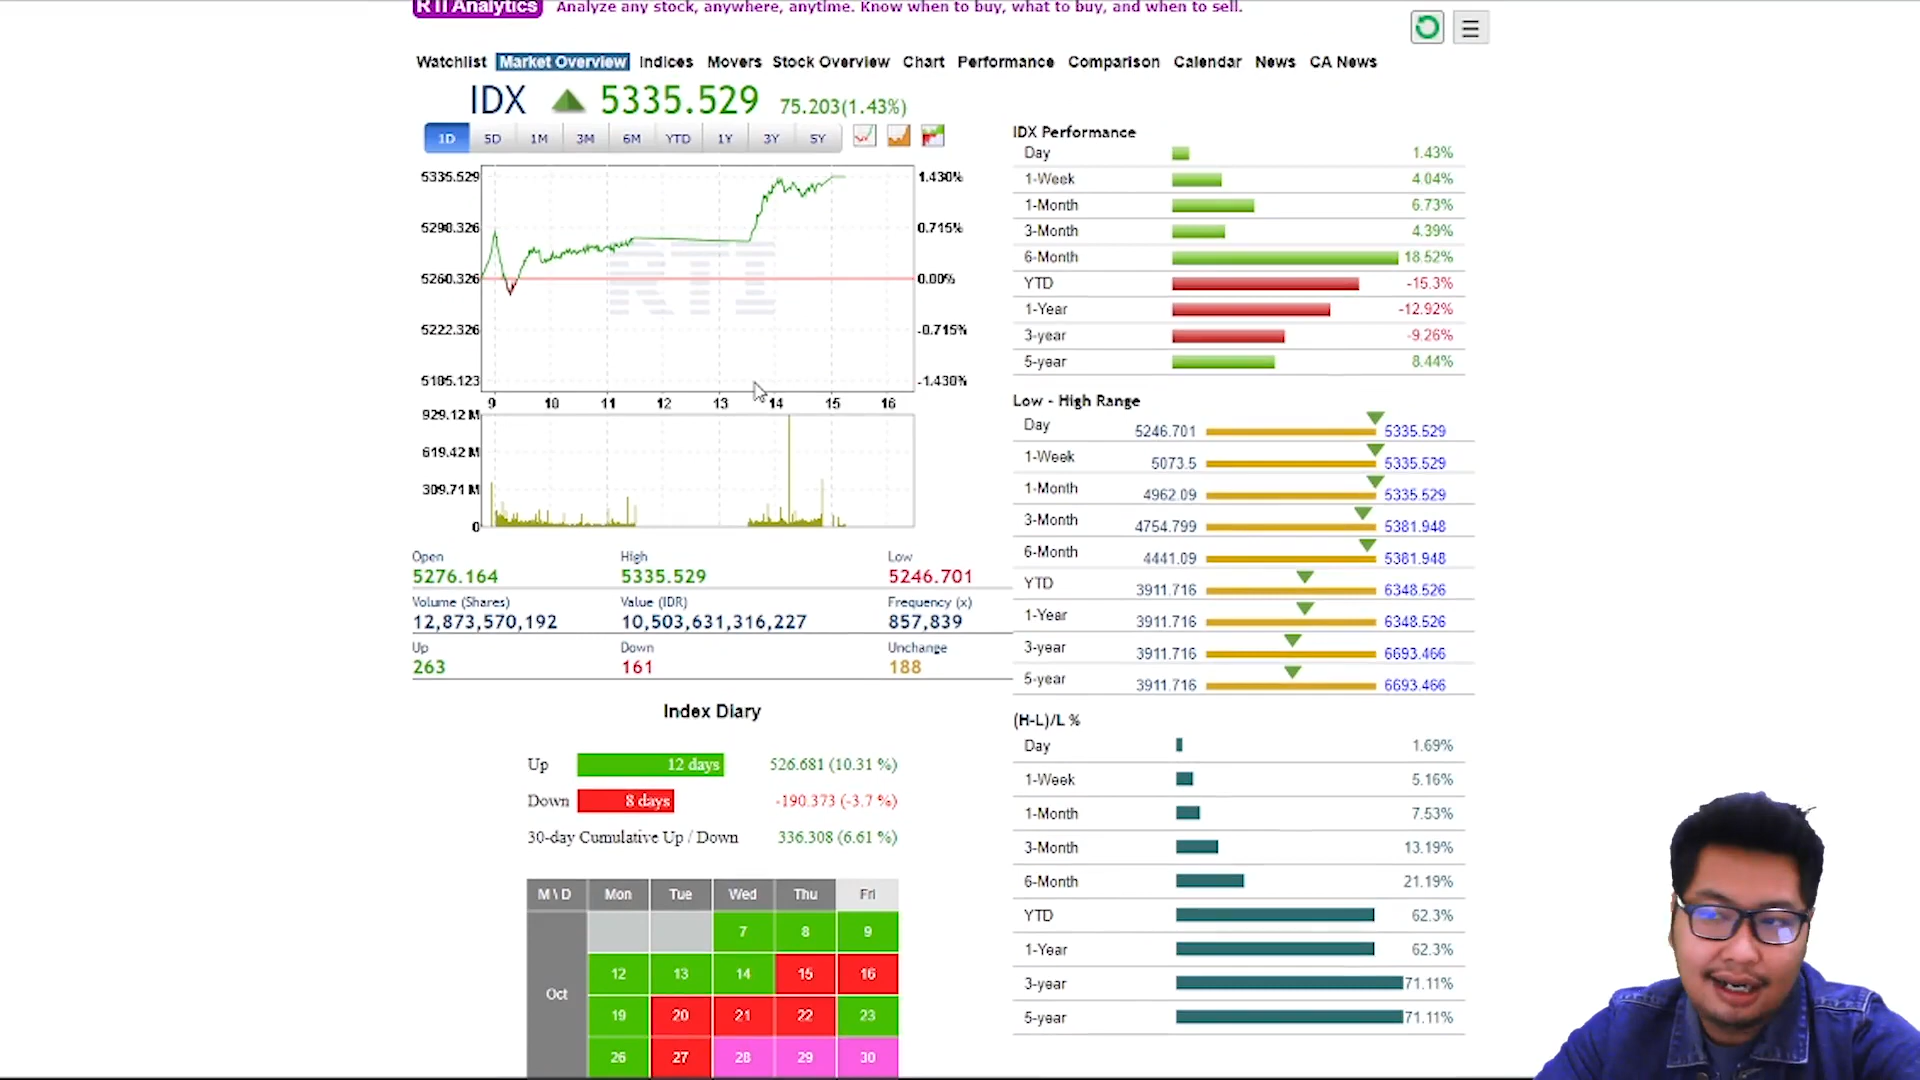 RTI Analytics Analyze any stock, anywhere, anytime. Know when to buy, what to buy, and when to sell.
Watchlist Market Overview Indices Movers Stock Overview Chart Performance Comparison Calendar News CA News
IDX 5335.529 75.203(1.43%)
1D 5D 1M 3M 6M YTD 1Y 3Y 5Y
5335.529 1.430%
5298.326 0.715%
5260.326 0.00%
5222.326 -0.715%
5185.123 -1.430%
RTI
9 10 11 12 13 14 15 16
929.12 M
619.42 M
309.71 M
0
Open High Low
5276.164 5335.529 5246.701
Volume (Shares) Value (IDR) Frequency (x)
12,873,570,192 10,503,631,316,227 857,839
Up Down Unchange
263 161 188
Index Diary
Up 12 days 526.681 (10.31 %)
Down 8 days -190.373 (-3.7 %)
30-day Cumulative Up / Down 336.308 (6.61 %)
M \ D Mon Tue Wed Thu Fri
7 8 9
12 13 14 15 16
Oct
19 20 21 22 23
26 27 28 29 30
IDX Performance
Day 1.43%
1-Week 4.04%
1-Month 6.73%
3-Month 4.39%
6-Month 18.52%
YTD -15.3%
1-Year -12.92%
3-year -9.26%
5-year 8.44%
Low - High Range
Day 5246.701 5335.529
1-Week 5073.5 5335.529
1-Month 4962.09 5335.529
3-Month 4754.799 5381.948
6-Month 4441.09 5381.948
YTD 3911.716 6348.526
1-Year 3911.716 6348.526
3-year 3911.716 6693.466
5-year 3911.716 6693.466
(H-L)/L %
Day 1.69%
1-Week 5.16%
1-Month 7.53%
3-Month 13.19%
6-Month 21.19%
YTD 62.3%
1-Year 62.3%
3-year 71.11%
5-year 71.11%